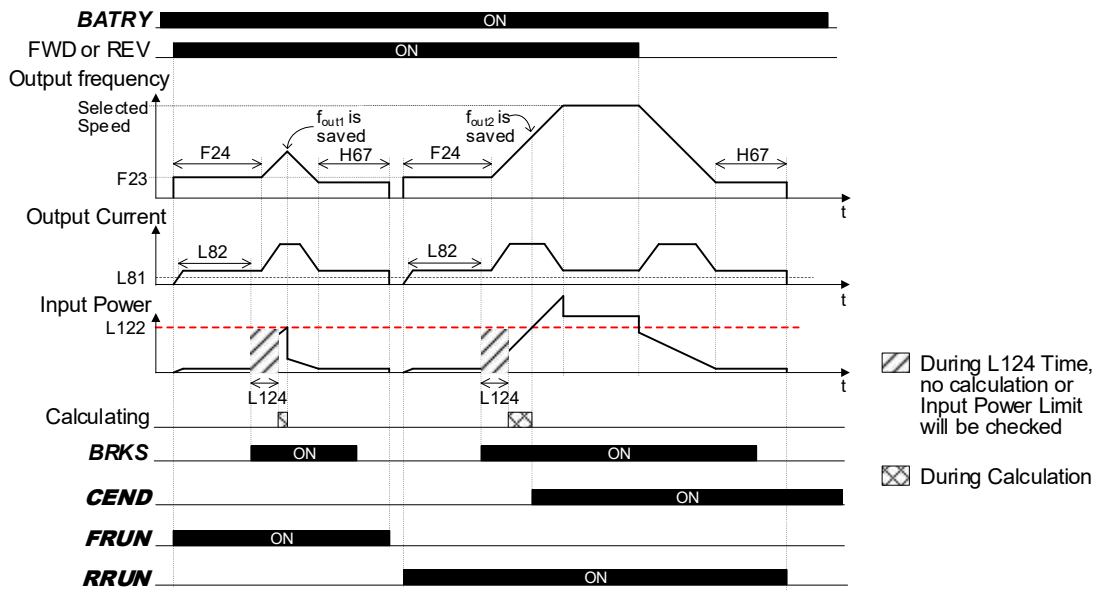 BATRY ON
FWD or REV ON
Output frequency
Selected
Speed
fout1 is
saved
fout2 is
saved
F24 H67 F24 H67
F23
t
Output Current
L82 L82
L81
t
Input Power
L122
t
L124 L124
Calculating
BRKS ON ON
CEND ON
FRUN ON
RRUN ON
During L124 Time,
no calculation or
Input Power Limit
will be checked
During Calculation